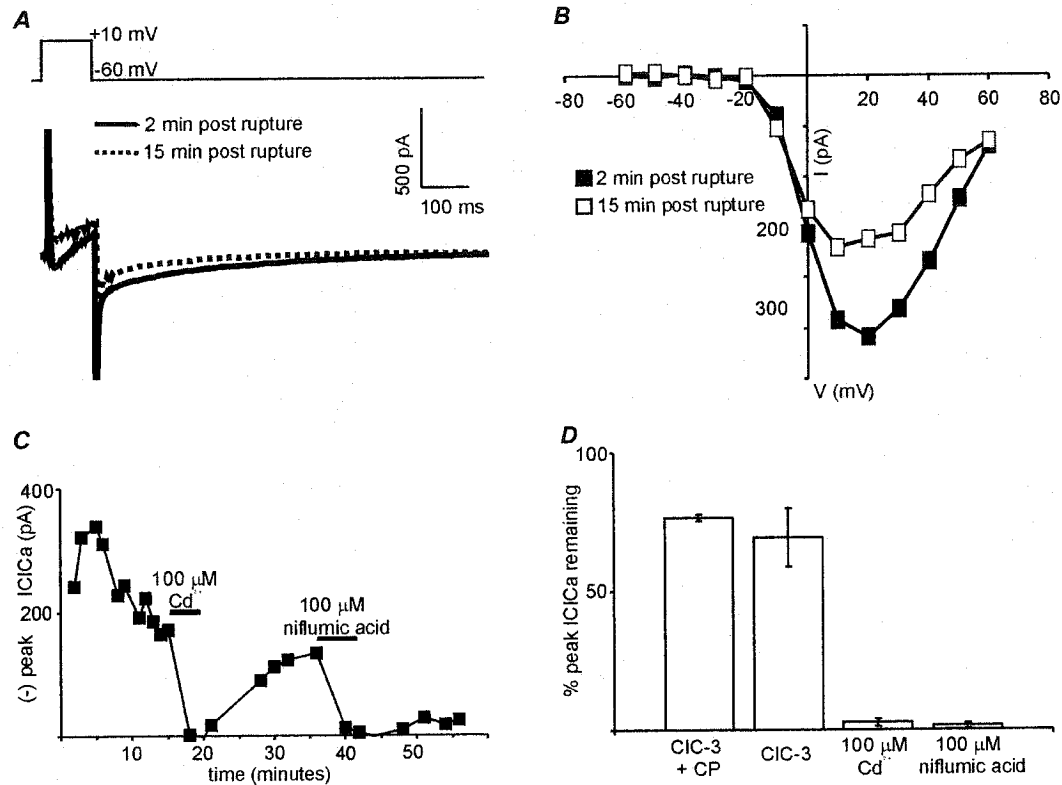 A
+10 mV
-60 mV
2 min post rupture
15 min post rupture
500 pA
100 ms
B
-80 -60 -40 -20 20 40 60 80
I (pA)
2 min post rupture
15 min post rupture
200
300
V (mV)
C
(-) peak ICICa (pA)
400
200
100 µM
Cd
100 µM
niflumic acid
10 20 30 40 50
time (minutes)
D
% peak ICICa remaining
100
50
ClC-3
+ CP
ClC-3
100 µM
Cd
100 µM
niflumic acid